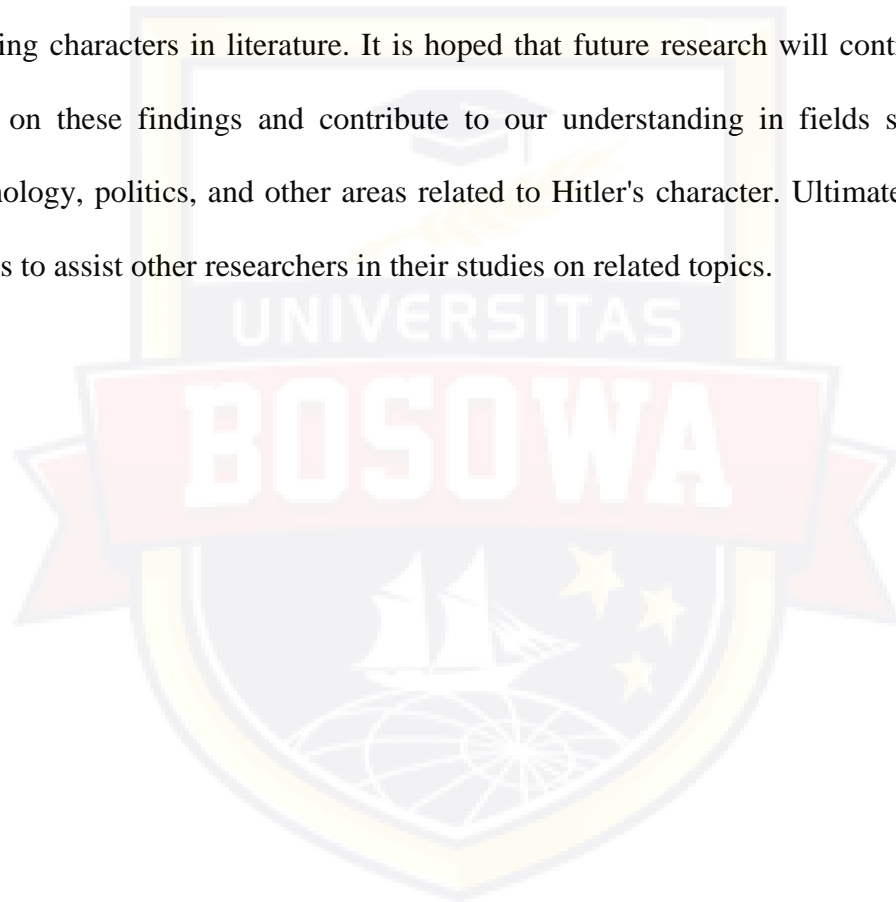 ing characters in literature. It is hoped that future research will cont
on these findings and contribute to our understanding in fields s
nology, politics, and other areas related to Hitler's character. Ultimate
s to assist other researchers in their studies on related topics.
UNIVERSITAS
BOSOWA